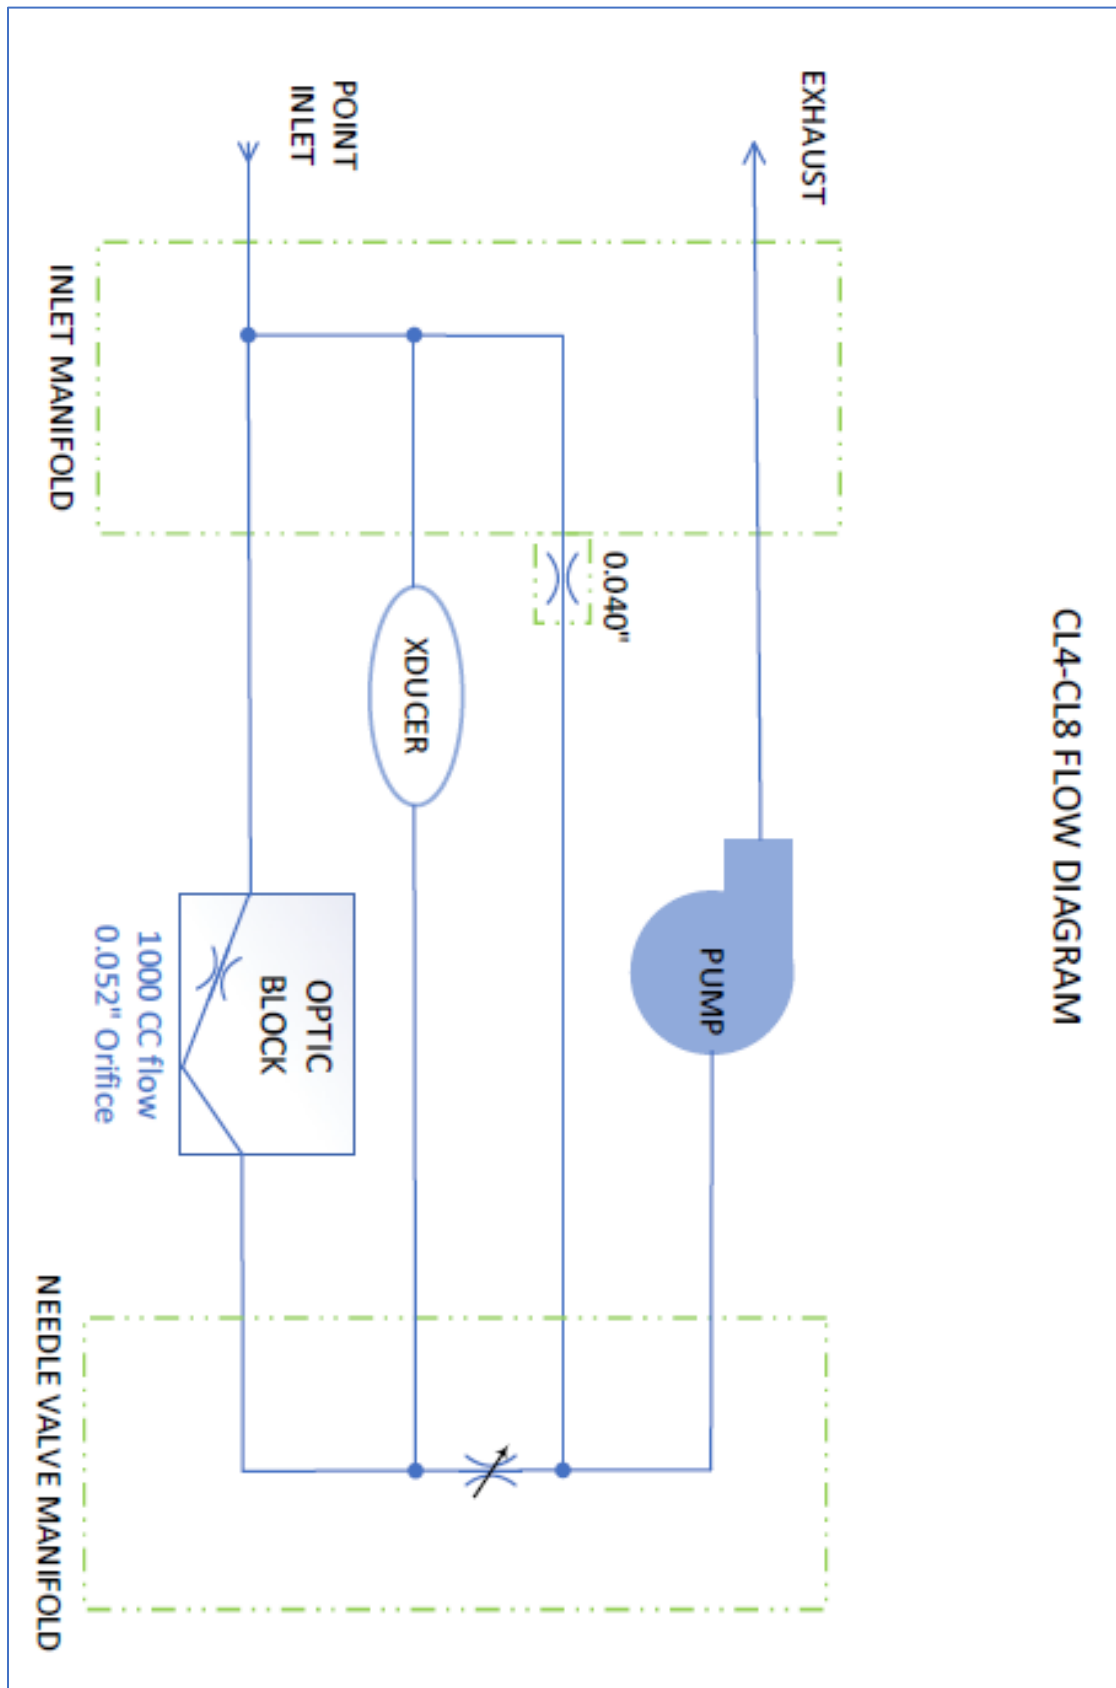 CL4-CL8 FLOW DIAGRAM
EXHAUST
PUMP
0.040"
XDUCER
POINT
INLET
OPTIC
BLOCK
1000 CC flow
0.052" Orifice
INLET MANIFOLD
NEEDLE VALVE MANIFOLD